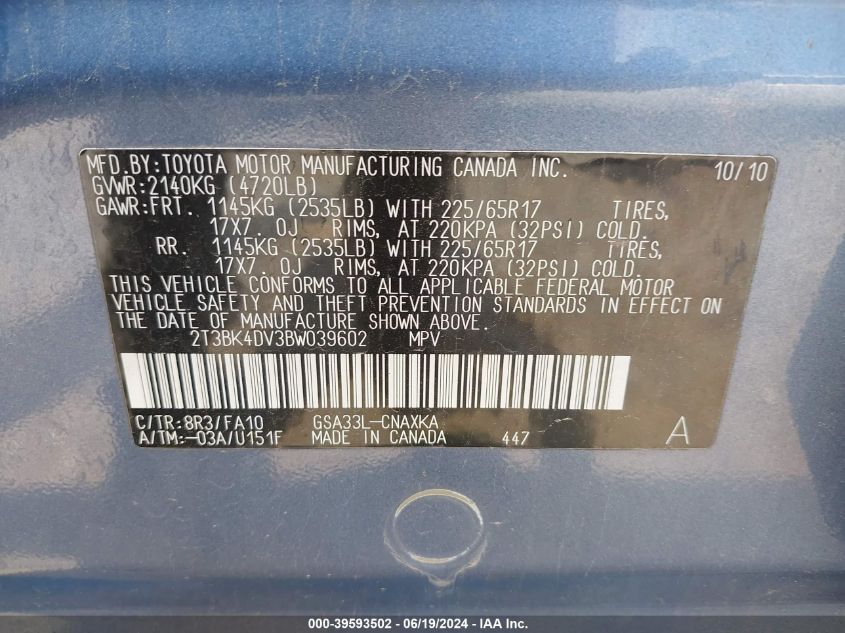 MFD.BY:TOYOTA MOTOR MANUFACTURING CANADA INC. 10/10
GVWR:2140KG (4720LB)
GAWR:FRT. 1145KG (2535LB) WITH 225/65R17 TIRES,
17X7.0J RIMS, AT 220KPA (32PSI) COLD.
RR. 1145KG (2535LB) WITH 225/65R17 TIRES,
17X7.0J RIMS, AT 220KPA (32PSI) COLD.
THIS VEHICLE CONFORMS TO ALL APPLICABLE FEDERAL MOTOR
VEHICLE SAFETY AND THEFT PREVENTION STANDARDS IN EFFECT ON
THE DATE OF MANUFACTURE SHOWN ABOVE.
2T3BK4DV3BW039602 MPV
C/TR:8R3/FA10 GSA33L-CNAXKA
A/TM:-03A/U151F MADE IN CANADA 447 A
000-39593502 - 06/19/2024 - IAA Inc.